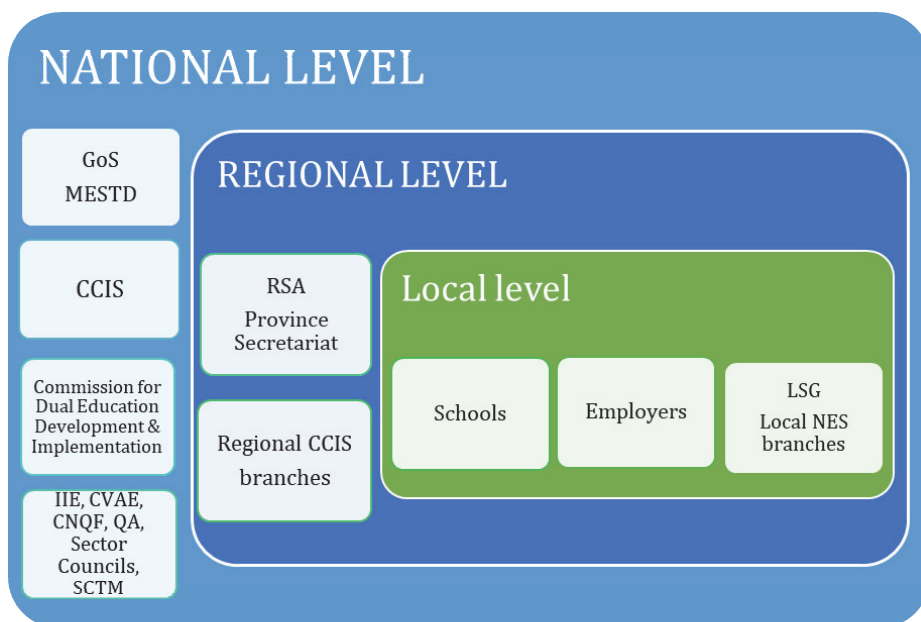 NATIONAL LEVEL
GoS
MESTD
CCIS
Commission for
Dual Education
Development &
Implementation
IIE, CVAE,
CNQF, QA,
Sector
Councils,
SCTM
REGIONAL LEVEL
RSA
Province
Secretariat
Regional CCIS
branches
Local level
Schools
Employers
LSG
Local NES
branches